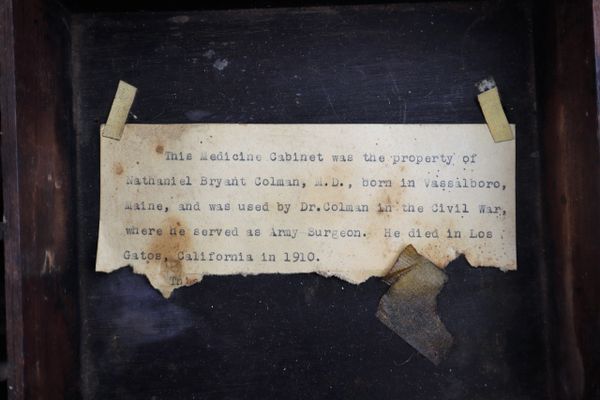 This Medicine Cabinet was the property of
Nathaniel Bryant Colman, M.D., born in Vassalboro,
Maine, and was used by Dr.Colman in the Civil War,
where he served as Army Surgeon. He died in Los
Gatos, California in 1910.